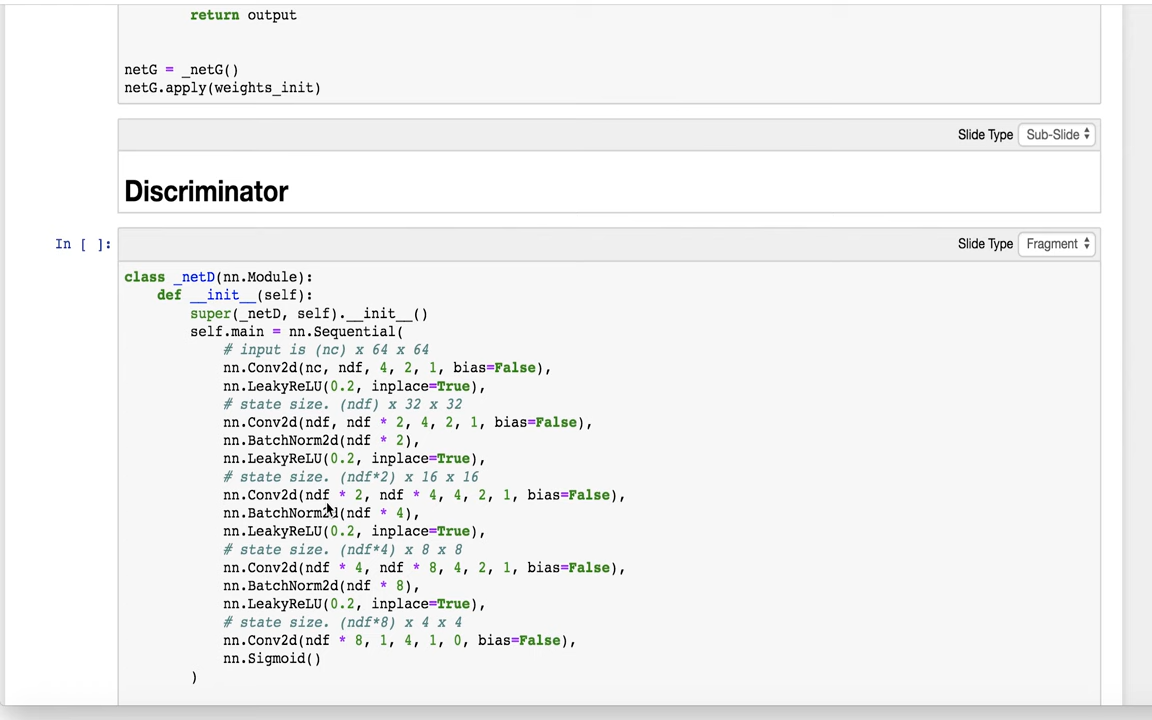 return output
netG = _netG()
netG.apply(weights_init)
Slide Type Sub-Slide
Discriminator
In [ ]:
Slide Type Fragment
class _netD(nn.Module):
def __init__(self):
super(_netD, self).__init__()
self.main = nn.Sequential(
# input is (nc) x 64 x 64
nn.Conv2d(nc, ndf, 4, 2, 1, bias=False),
nn.LeakyReLU(0.2, inplace=True),
# state size. (ndf) x 32 x 32
nn.Conv2d(ndf, ndf * 2, 4, 2, 1, bias=False),
nn.BatchNorm2d(ndf * 2),
nn.LeakyReLU(0.2, inplace=True),
# state size. (ndf*2) x 16 x 16
nn.Conv2d(ndf * 2, ndf * 4, 4, 2, 1, bias=False),
nn.BatchNorm2d(ndf * 4),
nn.LeakyReLU(0.2, inplace=True),
# state size. (ndf*4) x 8 x 8
nn.Conv2d(ndf * 4, ndf * 8, 4, 2, 1, bias=False),
nn.BatchNorm2d(ndf * 8),
nn.LeakyReLU(0.2, inplace=True),
# state size. (ndf*8) x 4 x 4
nn.Conv2d(ndf * 8, 1, 4, 1, 0, bias=False),
nn.Sigmoid()
)